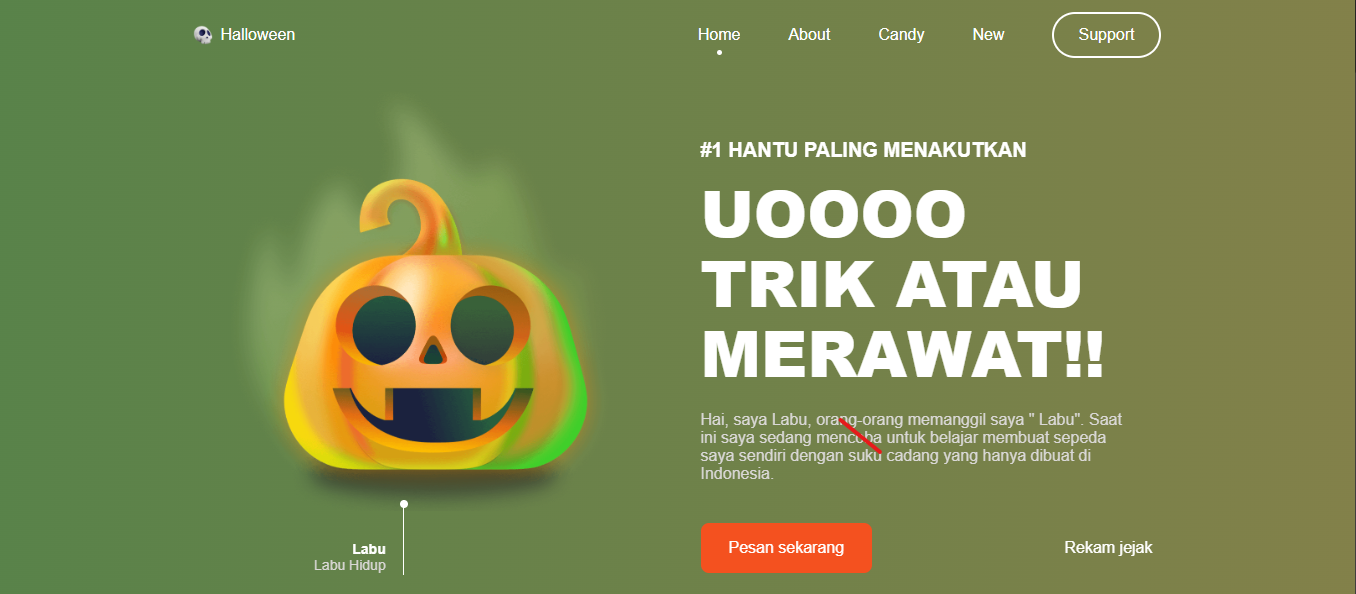 Halloween
Home
About
Candy
New
Support
#1 HANTU PALING MENAKUTKAN
UOOOO
TRIK ATAU
MERAWAT!!
Hai, saya Labu, orang-orang memanggil saya " Labu". Saat
ini saya sedang mencoba untuk belajar membuat sepeda
saya sendiri dengan suku cadang yang hanya dibuat di
Indonesia.
Pesan sekarang
Rekam jejak
Labu
Labu Hidup